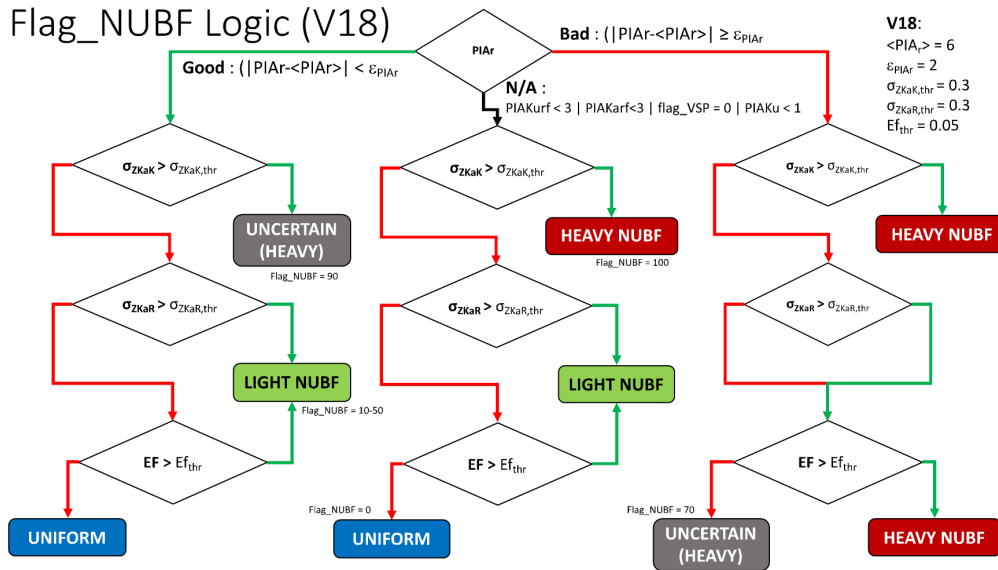 Flag_NUBF Logic (V18)
PIAr
Good : (|PIAr-<PIAr>| < εPIAr
Bad : (|PIAr-<PIAr>| ≥ εPIAr
N/A :
PIAKurf < 3 | PIAKarf<3 | flag_VSP = 0 | PIAKu < 1
V18:
<PIAr> = 6
εPIAr = 2
σZKaK,thr = 0.3
σZKaR,thr = 0.3
Efthr = 0.05
σZKaK > σZKaK,thr
σZKaK > σZKaK,thr
σZKaK > σZKaK,thr
UNCERTAIN
(HEAVY)
Flag_NUBF = 90
HEAVY NUBF
Flag_NUBF = 100
HEAVY NUBF
σZKaR > σZKaR,thr
σZKaR > σZKaR,thr
σZKaR > σZKaR,thr
LIGHT NUBF
Flag_NUBF = 10-50
LIGHT NUBF
EF > Efthr
EF > Efthr
EF > Efthr
UNIFORM
Flag_NUBF = 0
UNIFORM
Flag_NUBF = 70
UNCERTAIN
(HEAVY)
HEAVY NUBF